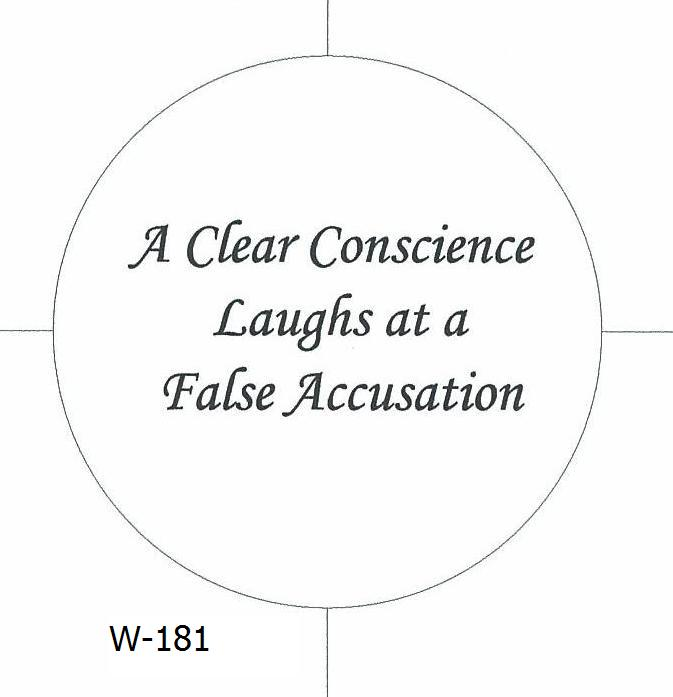 A Clear Conscience
Laughs at a
False Accusation
W-181